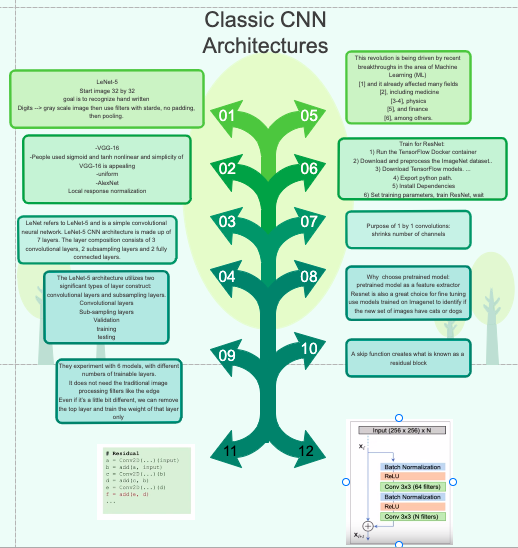 Classic CNN
Architectures
LeNet-5
Start image 32 by 32
goal is to recognize hand written
Digits --> gray scale image then use filters with starde, no padding,
then pooling.
01
05
This revolution is being driven by recent
breakthroughs in the area of Machine
Learning (ML)
[1] and it already affected many fields
[2], including medicine
[3-4], physics
[5], and finance
[6], among others.
-VGG-16
-People used sigmoid and tanh nonlinear and simplicity of
VGG-16 is appealing
-uniform
-AlexNet
Local response normalization
02
06
Train for ResNet:
1) Run the TensorFlow Docker container
2) Download and preprocess the ImageNet dataset..
3) Download TensorFlow models. ...
4) Export python path.
5) Install Dependencies
6) Set training parameters, train ResNet, wait
LeNet refers to LeNet-5 and is a simple convolutional
neural network. LeNet-5 CNN architecture is made up of
7 layers. The layer composition consists of 3
convolutional layers, 2 subsampling layers and 2 fully
connected layers.
03
07
Purpose of 1 by 1 convolutions:
shrinks number of channels
The LeNet-5 architecture utilizes two
significant types of layer construct:
convolutional layers and subsampling layers.
Convolutional layers
Sub-sampling layers
Validation
training
testing
04
08
Why choose pretrained model:
pretrained model as a feature extractor
Resnet is also a great choice for fine tuning
use models trained on Imagenet to identify if
the new set of images have cats or dogs
They experiment with 6 models, with different
numbers of trainable layers.
It does not need the traditional image
processing filters like the edge
Even if it's a little bit different, we can remove
the top layer and train the weight of that layer
only
09
10
A skip function creates what is known as a
residual block
11
12
# Residual
a = Conv2D(...)(input)
b = add(a, input)
c = Conv2D(...)(b)
d = add(c, b)
e = Conv2D(...)(d)
f = add(e, d)
...
Input (256 x 256) x N
x_l
Batch Normalization
ReLU
Conv 3x3 (64 filters)
Batch Normalization
ReLU
Conv 3x3 (N filters)
x_l+1